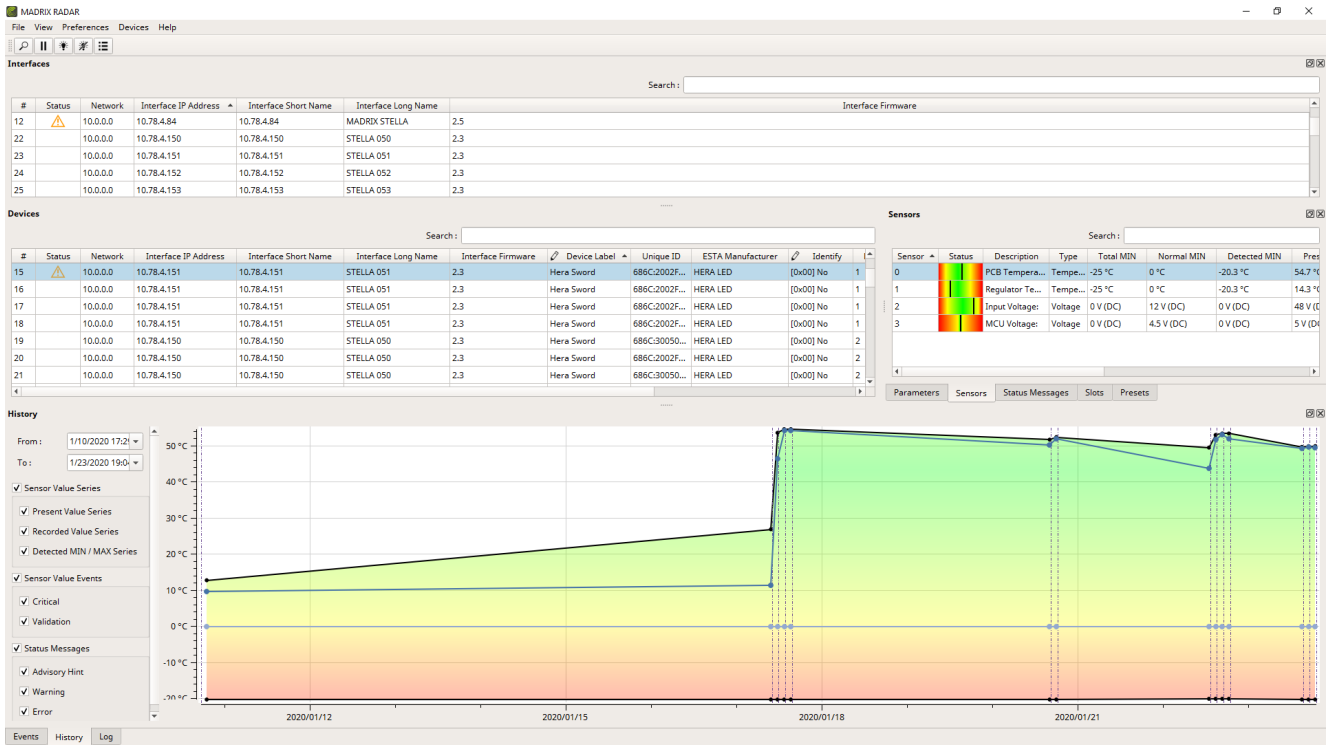 MADRIX RADAR
File View Preferences Devices Help
Interfaces
Search :
# Status Network Interface IP Address Interface Short Name Interface Long Name Interface Firmware
12 10.0.0.0 10.78.4.84 10.78.4.84 MADRIX STELLA 2.5
22 10.0.0.0 10.78.4.150 10.78.4.150 STELLA 050 2.3
23 10.0.0.0 10.78.4.151 10.78.4.151 STELLA 051 2.3
24 10.0.0.0 10.78.4.152 10.78.4.152 STELLA 052 2.3
25 10.0.0.0 10.78.4.153 10.78.4.153 STELLA 053 2.3
Devices
Search :
# Status Network Interface IP Address Interface Short Name Interface Long Name Interface Firmware Device Label Unique ID ESTA Manufacturer Identify
15 10.0.0.0 10.78.4.151 10.78.4.151 STELLA 051 2.3 Hera Sword 686C:2002F... HERA LED [0x00] No 1
16 10.0.0.0 10.78.4.151 10.78.4.151 STELLA 051 2.3 Hera Sword 686C:2002F... HERA LED [0x00] No 1
17 10.0.0.0 10.78.4.151 10.78.4.151 STELLA 051 2.3 Hera Sword 686C:2002F... HERA LED [0x00] No 1
18 10.0.0.0 10.78.4.151 10.78.4.151 STELLA 051 2.3 Hera Sword 686C:2002F... HERA LED [0x00] No 1
19 10.0.0.0 10.78.4.150 10.78.4.150 STELLA 050 2.3 Hera Sword 686C:30050... HERA LED [0x00] No 2
20 10.0.0.0 10.78.4.150 10.78.4.150 STELLA 050 2.3 Hera Sword 686C:2002F... HERA LED [0x00] No 2
21 10.0.0.0 10.78.4.150 10.78.4.150 STELLA 050 2.3 Hera Sword 686C:30050... HERA LED [0x00] No 2
Sensors
Search :
Sensor Status Description Type Total MIN Normal MIN Detected MIN Pres
0 PCB Tempera... Tempe... -25 °C 0 °C -20.3 °C 54.7 °C
1 Regulator Te... Tempe... -25 °C 0 °C -20.3 °C 14.3 °C
2 Input Voltage: Voltage 0 V (DC) 12 V (DC) 0 V (DC) 48 V (D
3 MCU Voltage: Voltage 0 V (DC) 4.5 V (DC) 0 V (DC) 5 V (DC
Parameters Sensors Status Messages Slots Presets
History
From : 1/10/2020 17:29
To : 1/23/2020 19:0
Sensor Value Series
Present Value Series
Recorded Value Series
Detected MIN / MAX Series
Sensor Value Events
Critical
Validation
Status Messages
Advisory Hint
Warning
Error
50 °C
40 °C
30 °C
20 °C
10 °C
0 °C
-10 °C
-20 °C
2020/01/12 2020/01/15 2020/01/18 2020/01/21
Events History Log